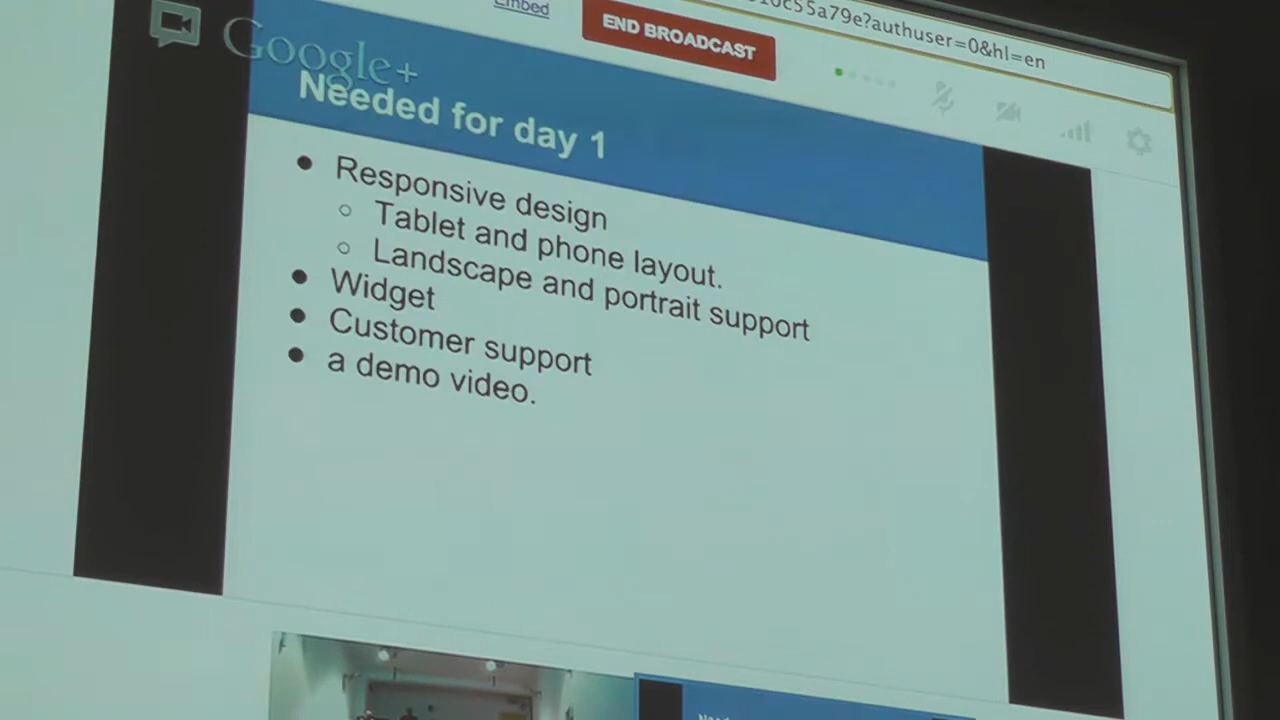 55a79e?authuser=0&hl=en
Embed
END BROADCAST
Google+
Needed for day 1
● Responsive design
○ Tablet and phone layout.
○ Landscape and portrait support
● Widget
● Customer support
● a demo video.